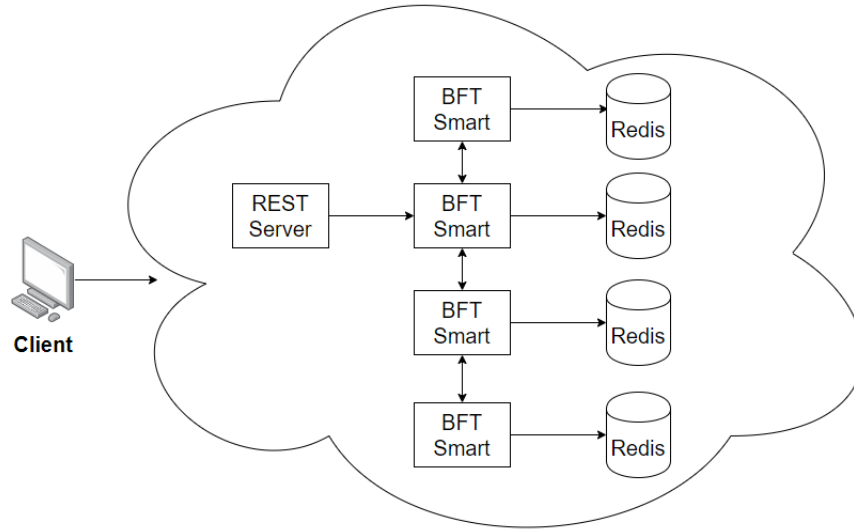 BFT
Smart
Redis
REST
Server
BFT
Smart
Redis
Client
BFT
Smart
Redis
BFT
Smart
Redis